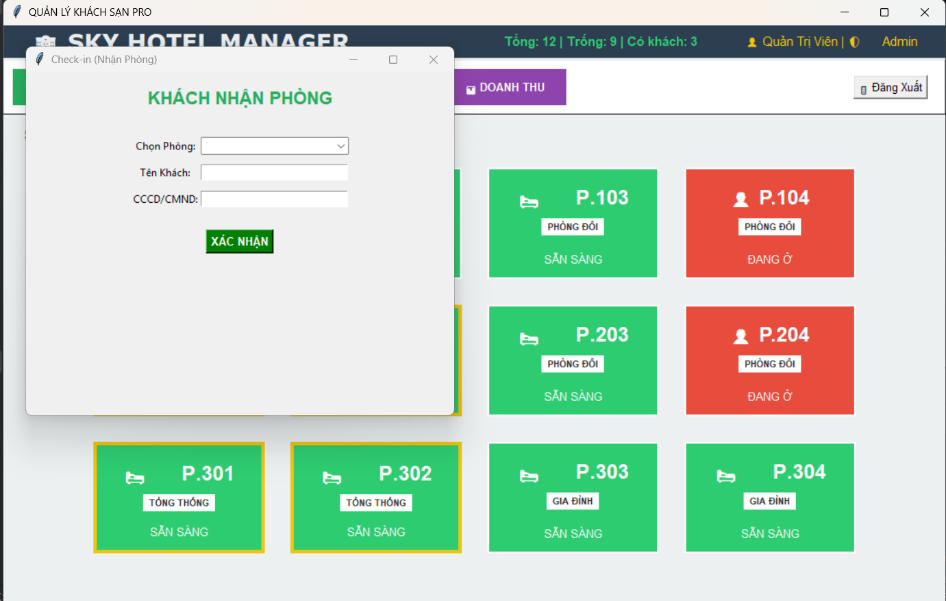 QUẢN LÝ KHÁCH SẠN PRO
SKY HOTEL MANAGER
Tổng: 12 | Trống: 9 | Có khách: 3
Quản Trị Viên |
Admin
Check-in (Nhận Phòng)
DOANH THU
Đăng Xuất
KHÁCH NHẬN PHÒNG
Chọn Phòng:
Tên Khách:
CCCD/CMND:
XÁC NHẬN
P.103
PHÒNG ĐÔI
SẴN SÀNG
P.104
PHÒNG ĐÔI
ĐANG Ở
P.203
PHÒNG ĐÔI
SẴN SÀNG
P.204
PHÒNG ĐÔI
ĐANG Ở
P.301
TỔNG THỐNG
SẴN SÀNG
P.302
TỔNG THỐNG
SẴN SÀNG
P.303
GIA ĐÌNH
SẴN SÀNG
P.304
GIA ĐÌNH
SẴN SÀNG